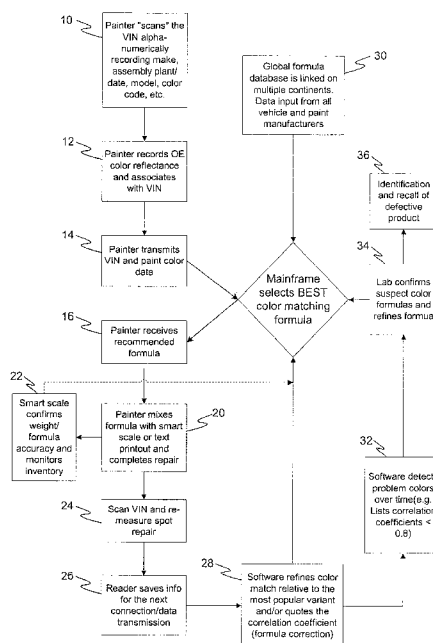 10
Painter "scans" the
VIN alpha-
numerically
recording make,
assembly plant/
date, model, color
code, etc.
30
Global formula
database is linked on
multiple continents.
Data input from all
vehicle and paint
manufacturers
12
Painter records OE
color reflectance
and associates
with VIN
36
Identification
and recall of
defective
product
14
Painter transmits
VIN and paint color
data
Mainframe
selects BEST
color matching
formula
34
Lab confirms
suspect color
formulas and
refines formula
16
Painter receives
recommended
formula
22
Smart scale
confirms
weight/
formula
accuracy and
monitors
inventory
20
Painter mixes
formula with smart
scale or text
printout and
completes repair
32
Software detects
problem colors
over time(e.g.
Lists correlation
coefficients <
0.8)
24
Scan VIN and re-
measure spot
repair
26
Reader saves info
for the next
connection/data
transmission
28
Software refines color
match relative to the
most popular variant
and/or quotes the
correlation coefficient
(formula correction)